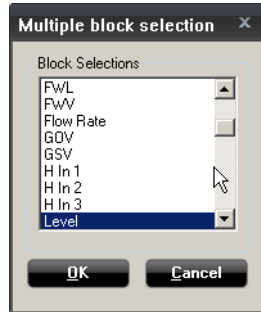 Multiple block selection x
Block Selections
FWL
FWV
Flow Rate
GOV
GSV
H In 1
H In 2
H In 3
Level
OK Cancel